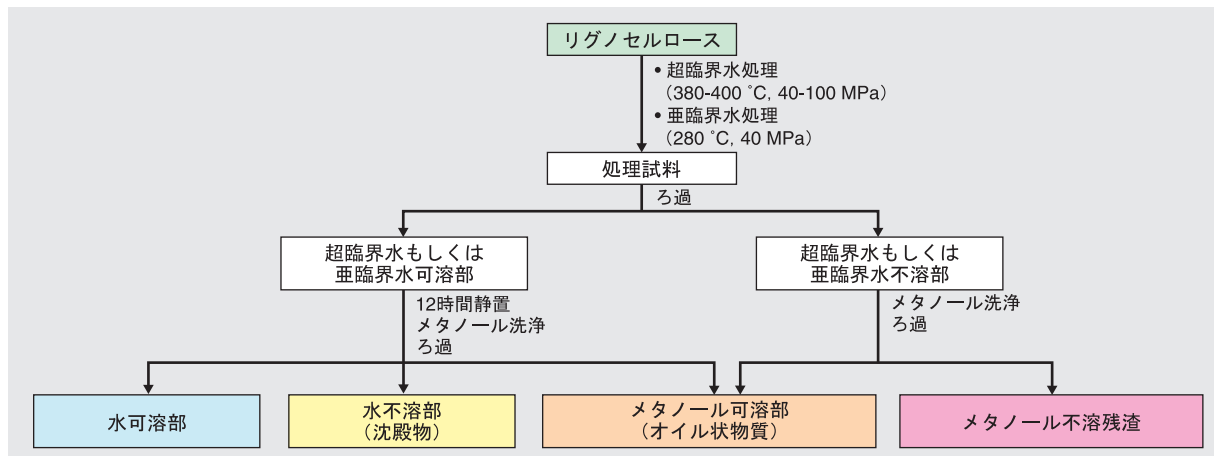 リグノセルロース
• 超臨界水処理
（380-400 ˚C, 40-100 MPa）
• 亜臨界水処理
（280 ˚C, 40 MPa）
処理試料
ろ過
超臨界水もしくは
亜臨界水可溶部
超臨界水もしくは
亜臨界水不溶部
12時間静置
メタノール洗浄
ろ過
メタノール洗浄
ろ過
水可溶部
水不溶部
（沈殿物）
メタノール可溶部
（オイル状物質）
メタノール不溶残渣